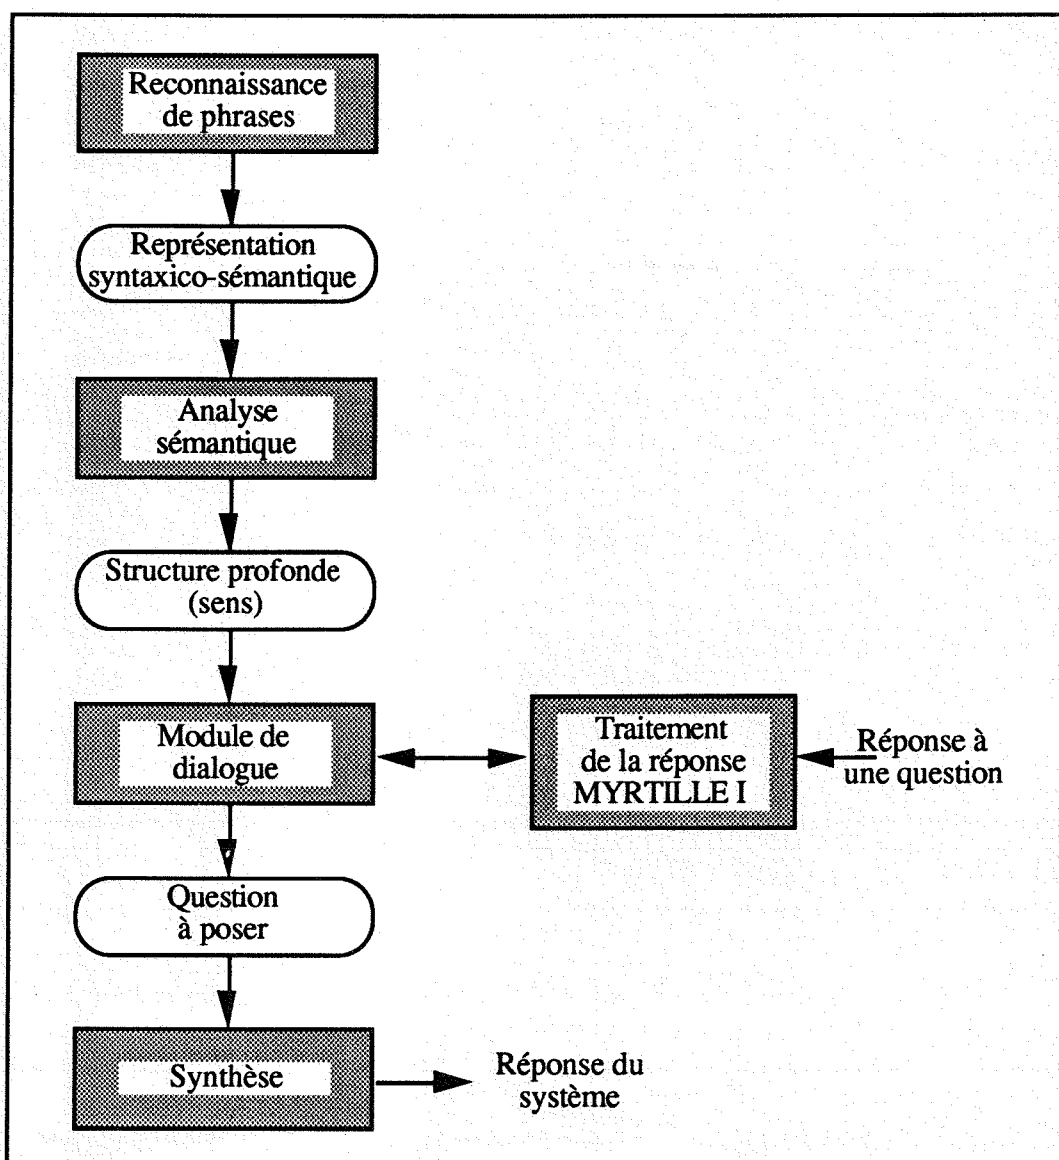 Reconnaissance
de phrases
Représentation
syntaxico-sémantique
Analyse
sémantique
Structure profonde
(sens)
Module de
dialogue
Traitement
de la réponse
MYRTILLE I
Réponse à
une question
Question
à poser
Synthèse
Réponse du
système